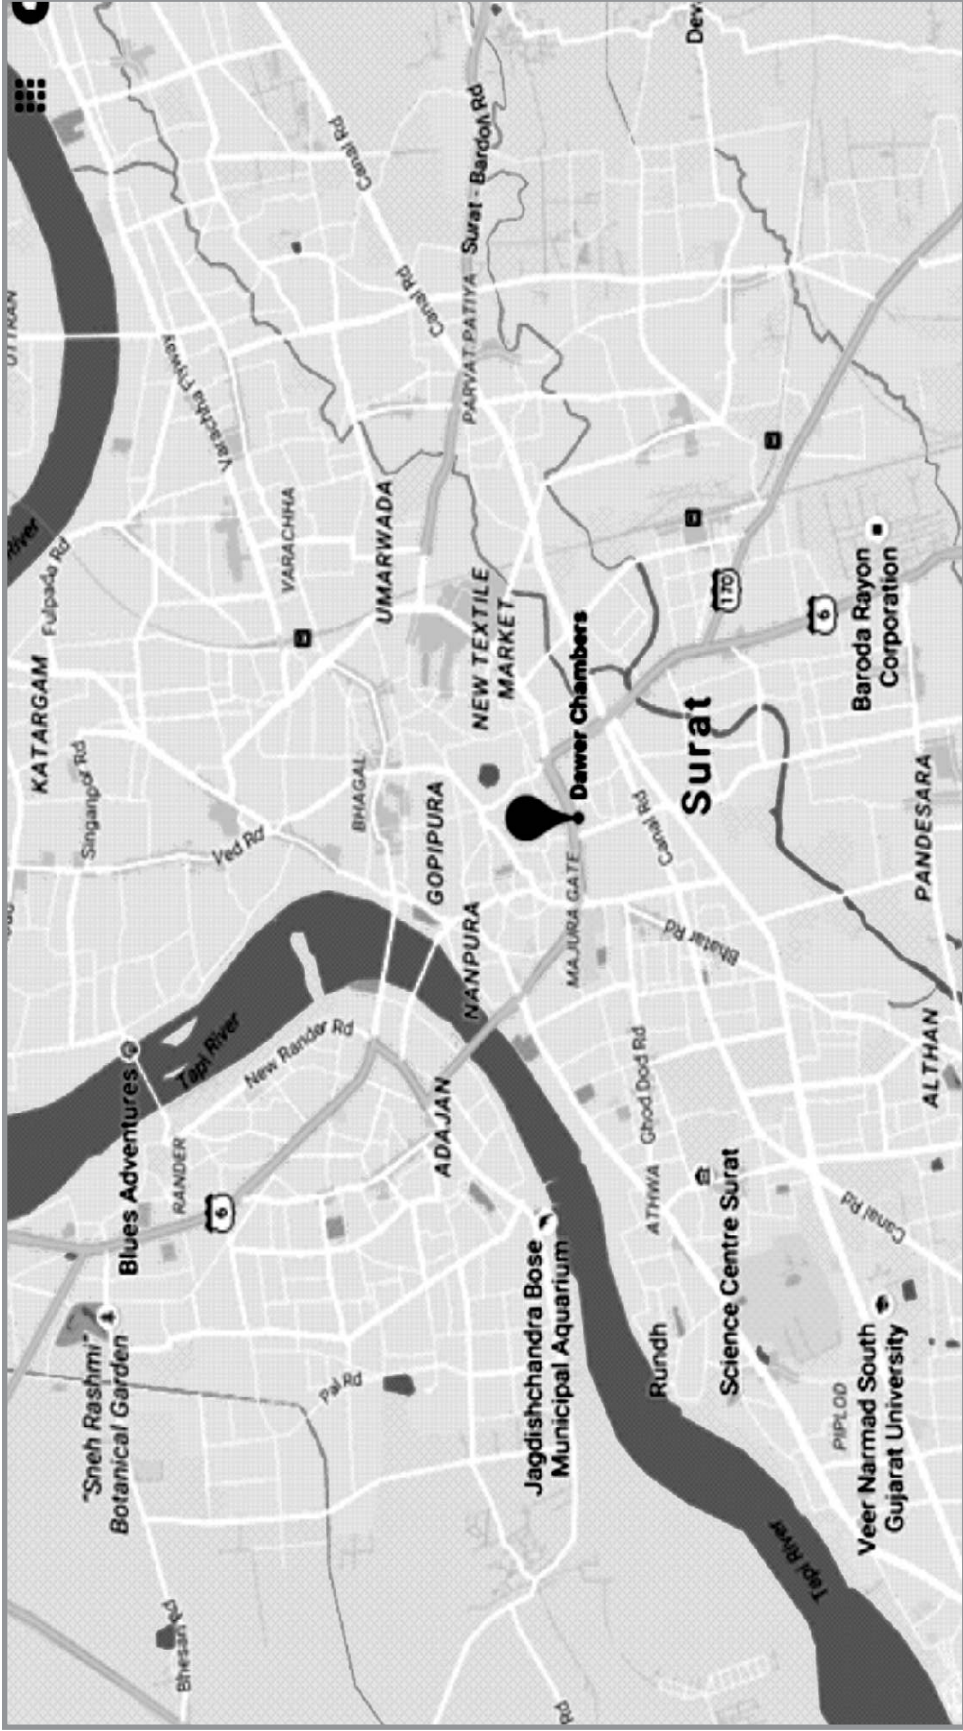 River
UTTRAN
KATARGAM
Fulpada Rd
"Sneh Rashmi"
Botanical Garden
Singanpor Rd
Blues Adventures
Bhesan Rd
RANDER
Tapi River
Varachha Flyway
6
Ved Rd
New Rander Rd
VARACHHA
Pal Rd
BHAGAL
Canal Rd
UMARWADA
ADAJAN
GOPIPURA
Canal Rd
NANPURA
PARVAT PATIYA
Surat - Bardoli Rd
NEW TEXTILE
MARKET
Jagdishchandra Bose
Municipal Aquarium
Rd
MAJURA GATE
Dawer Chambers
Ghod Dod Rd
Canal Rd
ATHWA
Rundh
Surat
Bhatar Rd
Dev
Science Centre Surat
170
Tapi River
6
PIPLOD
Canal Rd
Veer Narmad South
Gujarat University
Baroda Rayon
Corporation
PANDESARA
ALTHAN